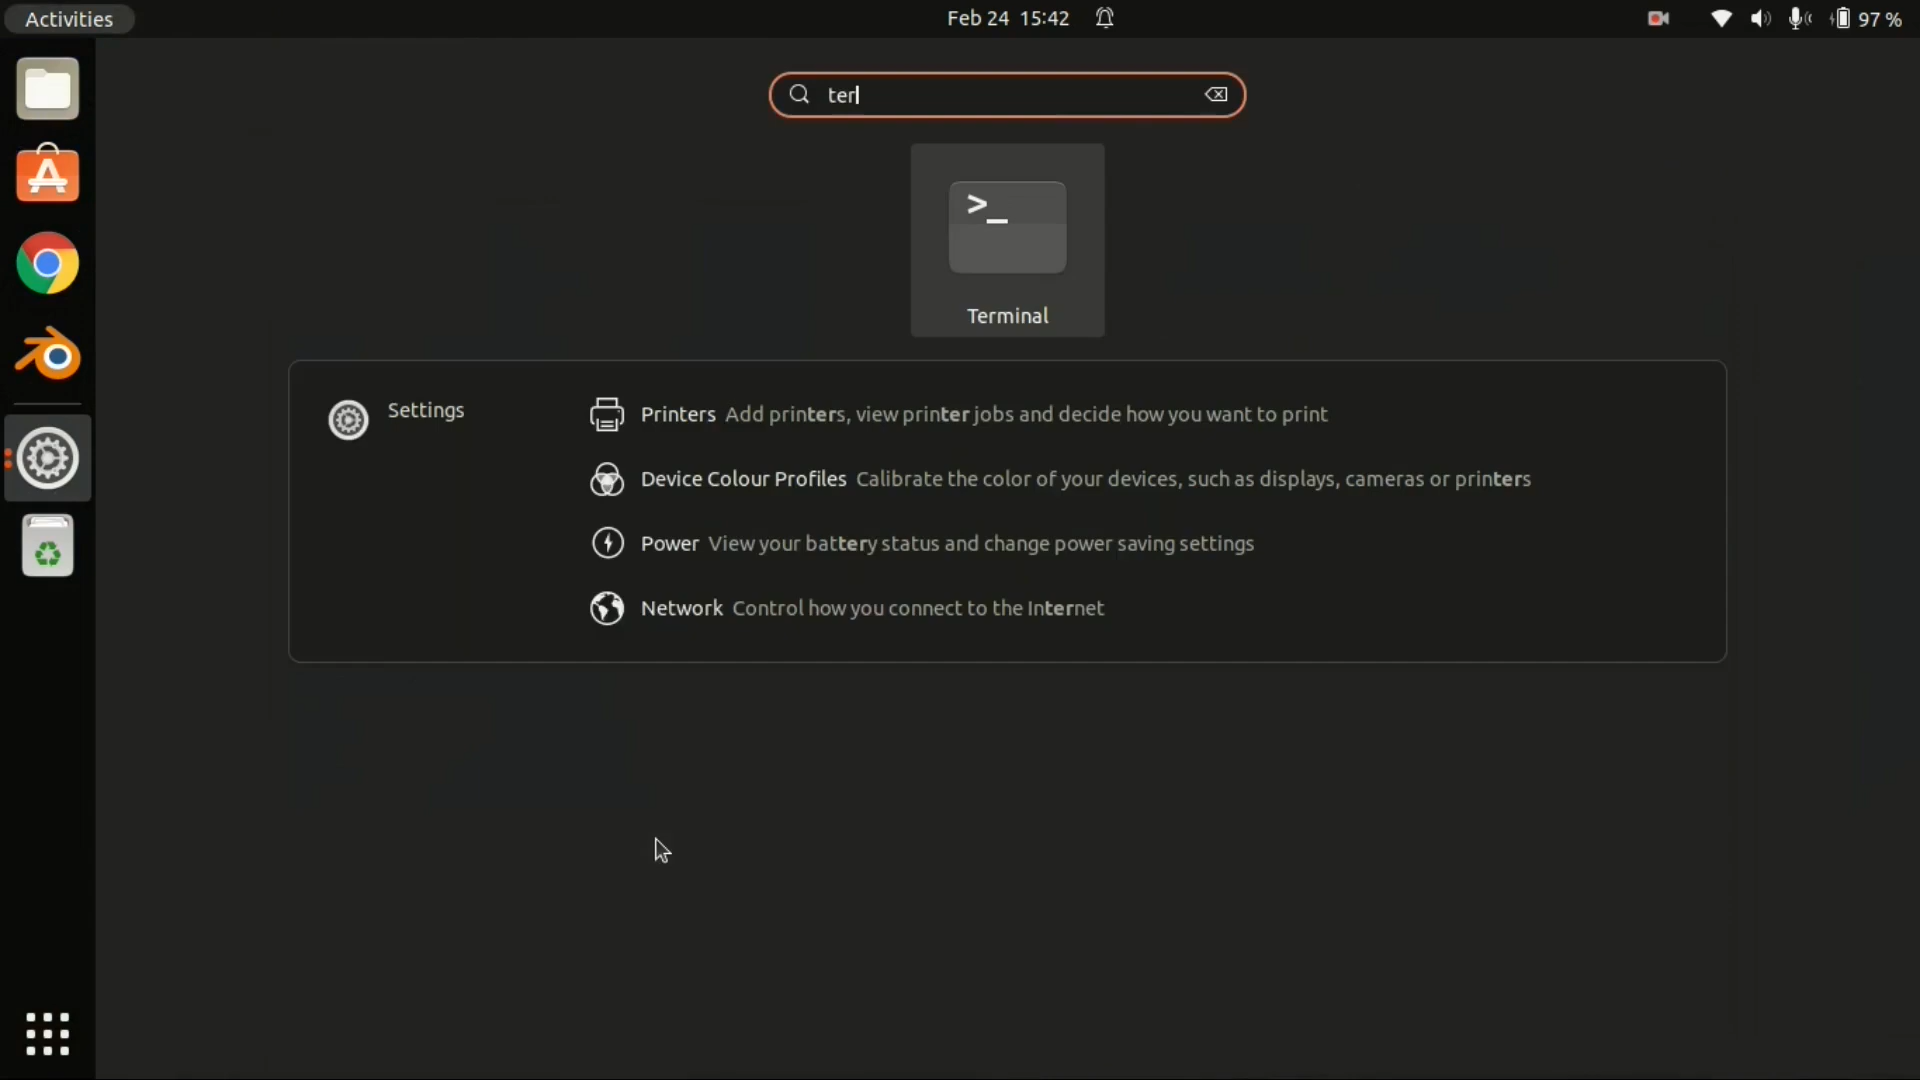 Activities
Feb 24 15:42
97 %
ter
>_
Terminal
Settings
Printers Add printers, view printer jobs and decide how you want to print
Device Colour Profiles Calibrate the color of your devices, such as displays, cameras or printers
Power View your battery status and change power saving settings
Network Control how you connect to the Internet